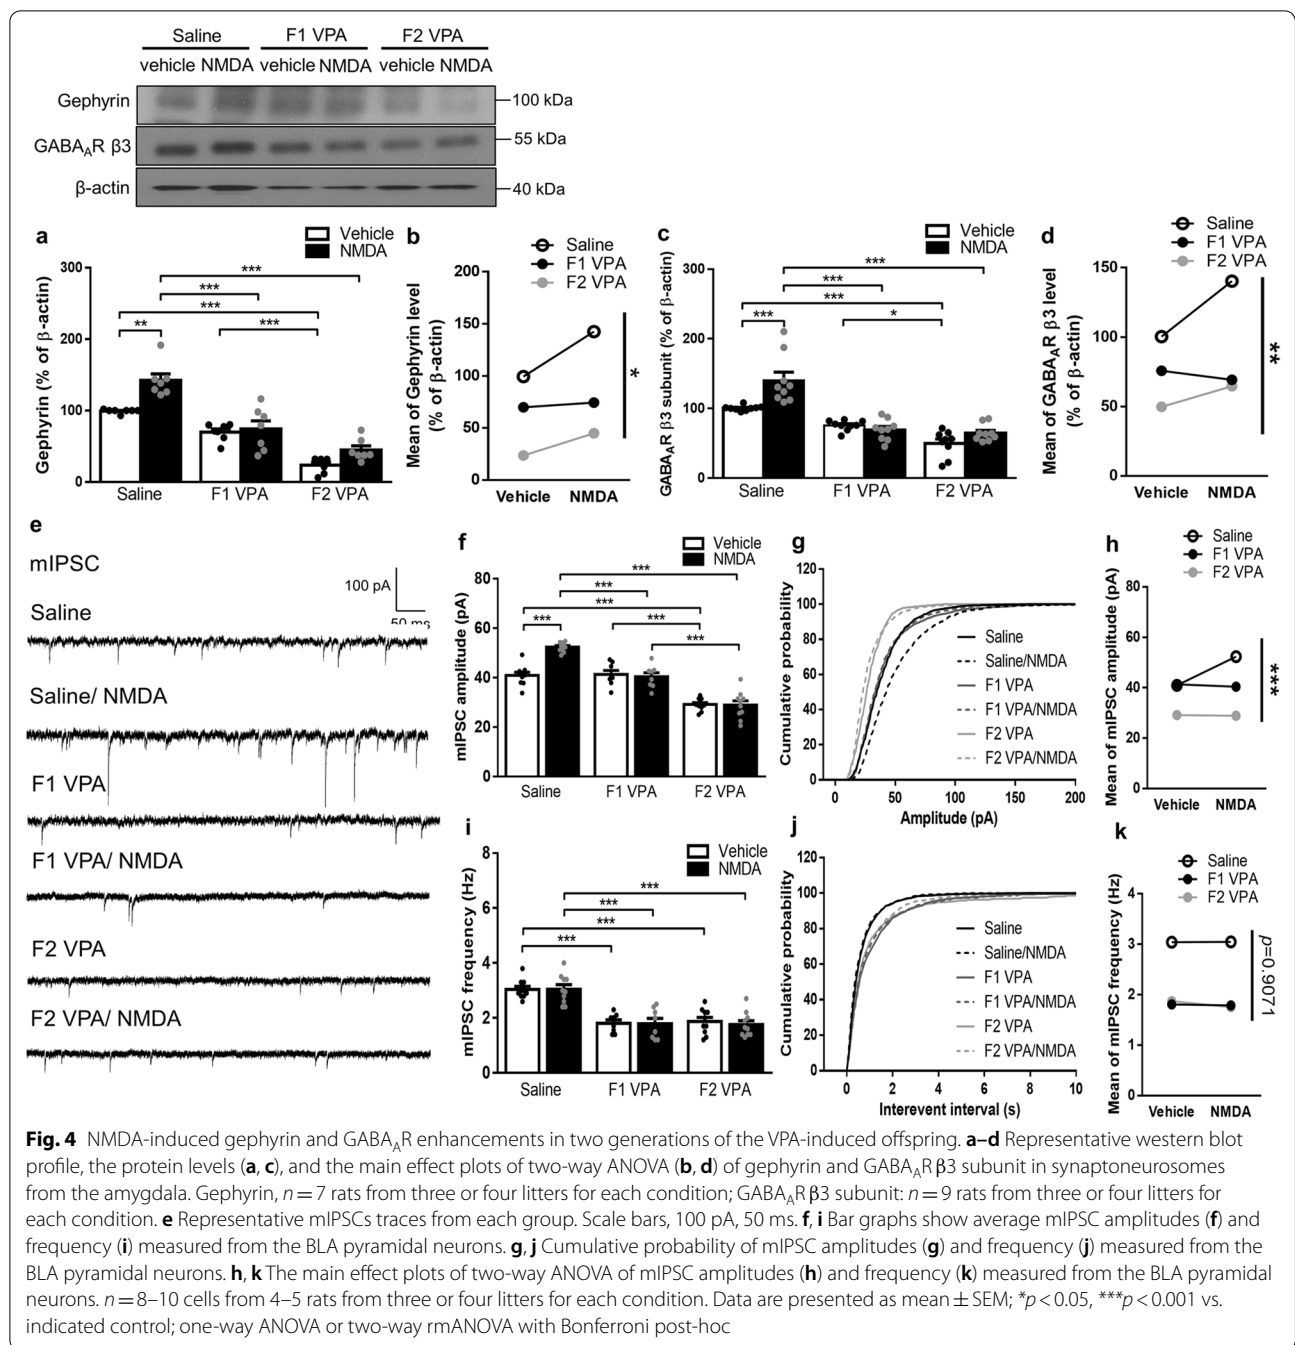 Saline F1 VPA F2 VPA
vehicle NMDA vehicle NMDA vehicle NMDA
Gephyrin 100 kDa
GABA_AR β3 55 kDa
β-actin 40 kDa
a
Vehicle
NMDA
Gephyrin (% of β-actin)
300
200
100
0
Saline F1 VPA F2 VPA
** *** *** *** ***
b
Saline
F1 VPA
F2 VPA
Mean of Gephyrin level
(% of β-actin)
200
150
100
50
0
Vehicle NMDA
*
c
Vehicle
NMDA
GABA_AR β3 subunit (% of β-actin)
300
200
100
0
Saline F1 VPA F2 VPA
*** * *** *** ***
d
Saline
F1 VPA
F2 VPA
Mean of GABA_AR β3 level
(% of β-actin)
150
100
50
0
Vehicle NMDA
**
e
mIPSC
100 pA
50 ms
Saline
Saline/ NMDA
F1 VPA
F1 VPA/ NMDA
F2 VPA
F2 VPA/ NMDA
f
Vehicle
NMDA
mIPSC amplitude (pA)
80
60
40
20
0
Saline F1 VPA F2 VPA
*** *** *** *** *** ***
g
Cumulative probability
120
100
80
60
40
20
0
0 50 100 150 200
Amplitude (pA)
Saline
Saline/NMDA
F1 VPA
F1 VPA/NMDA
F2 VPA
F2 VPA/NMDA
h
Saline
F1 VPA
F2 VPA
Mean of mIPSC amplitude (pA)
80
60
40
20
0
Vehicle NMDA
***
i
Vehicle
NMDA
mIPSC frequency (Hz)
8
6
4
2
0
Saline F1 VPA F2 VPA
*** *** *** ***
j
Cumulative probability
120
100
80
60
40
20
0
0 2 4 6 8 10
Interevent interval (s)
Saline
Saline/NMDA
F1 VPA
F1 VPA/NMDA
F2 VPA
F2 VPA/NMDA
k
Saline
F1 VPA
F2 VPA
Mean of mIPSC frequency (Hz)
4
3
2
1
0
Vehicle NMDA
p=0.9071
Fig. 4 NMDA-induced gephyrin and GABA_AR enhancements in two generations of the VPA-induced offspring. a–d Representative western blot
profile, the protein levels (a, c), and the main effect plots of two-way ANOVA (b, d) of gephyrin and GABA_AR β3 subunit in synaptoneurosomes
from the amygdala. Gephyrin, n = 7 rats from three or four litters for each condition; GABA_AR β3 subunit: n = 9 rats from three or four litters for
each condition. e Representative mIPSCs traces from each group. Scale bars, 100 pA, 50 ms. f, i Bar graphs show average mIPSC amplitudes (f) and
frequency (i) measured from the BLA pyramidal neurons. g, j Cumulative probability of mIPSC amplitudes (g) and frequency (j) measured from the
BLA pyramidal neurons. h, k The main effect plots of two-way ANOVA of mIPSC amplitudes (h) and frequency (k) measured from the BLA pyramidal
neurons. n = 8–10 cells from 4–5 rats from three or four litters for each condition. Data are presented as mean ± SEM; *p < 0.05, ***p < 0.001 vs.
indicated control; one-way ANOVA or two-way rmANOVA with Bonferroni post-hoc